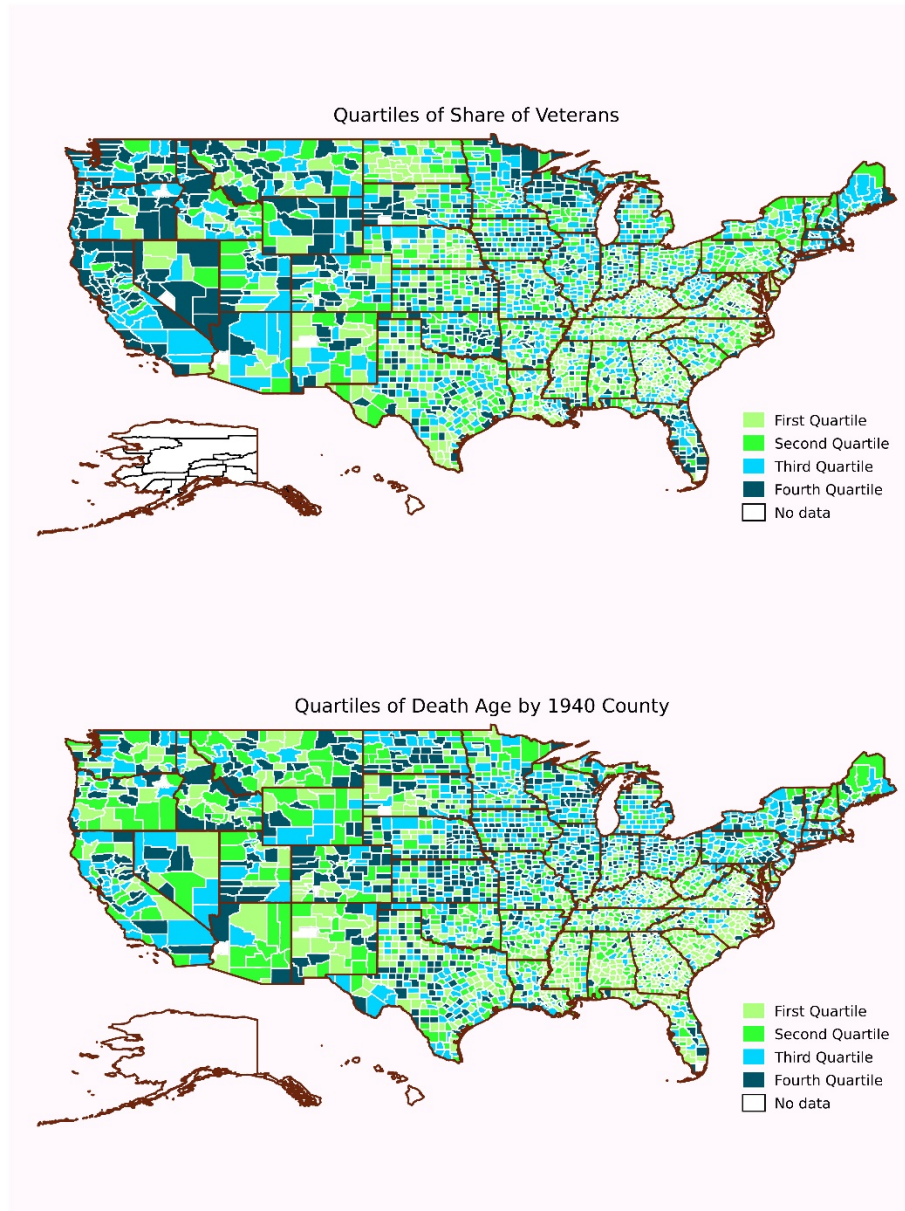 Quartiles of Share of Veterans
First Quartile
Second Quartile
Third Quartile
Fourth Quartile
No data
Quartiles of Death Age by 1940 County
First Quartile
Second Quartile
Third Quartile
Fourth Quartile
No data